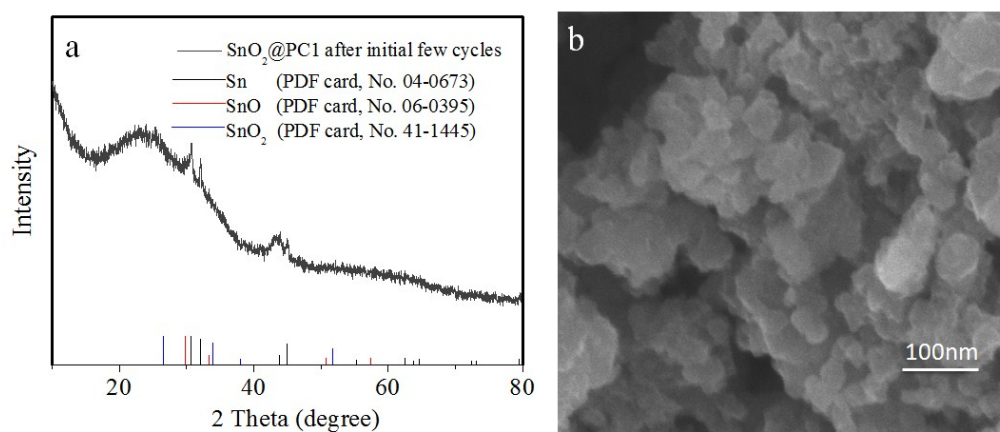 a
SnO2@PC1 after initial few cycles
Sn (PDF card, No. 04-0673)
SnO (PDF card, No. 06-0395)
SnO2 (PDF card, No. 41-1445)
Intensity
20 40 60 80
2 Theta (degree)
b
100nm